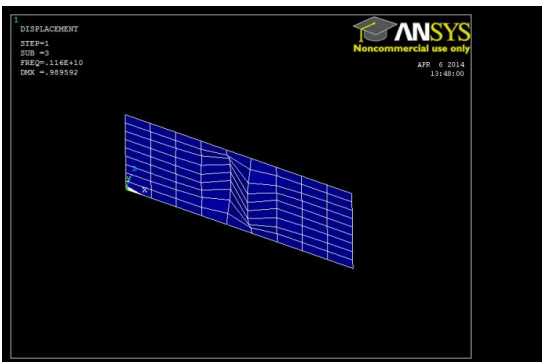 1
DISPLACEMENT
STEP=1
SUB =3
FREQ=.116E+10
DMX =.989592
ANSYS
Noncommercial use only
APR 6 2014
13:48:00
X